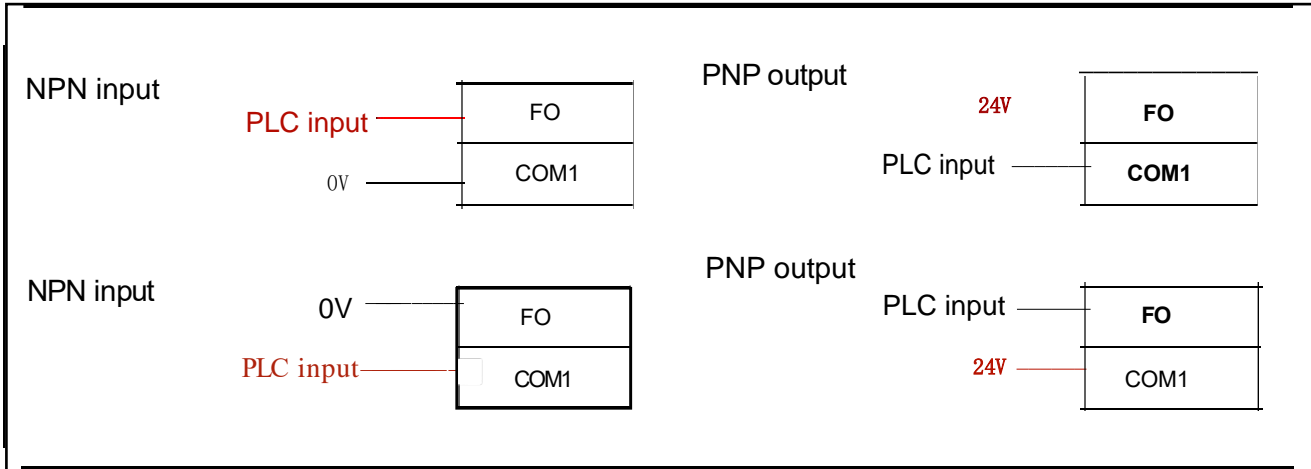 NPN input
PLC input
FO
0V
COM1
PNP output
24V
FO
PLC input
COM1
NPN input
0V
FO
PLC input
COM1
PNP output
PLC input
FO
24V
COM1